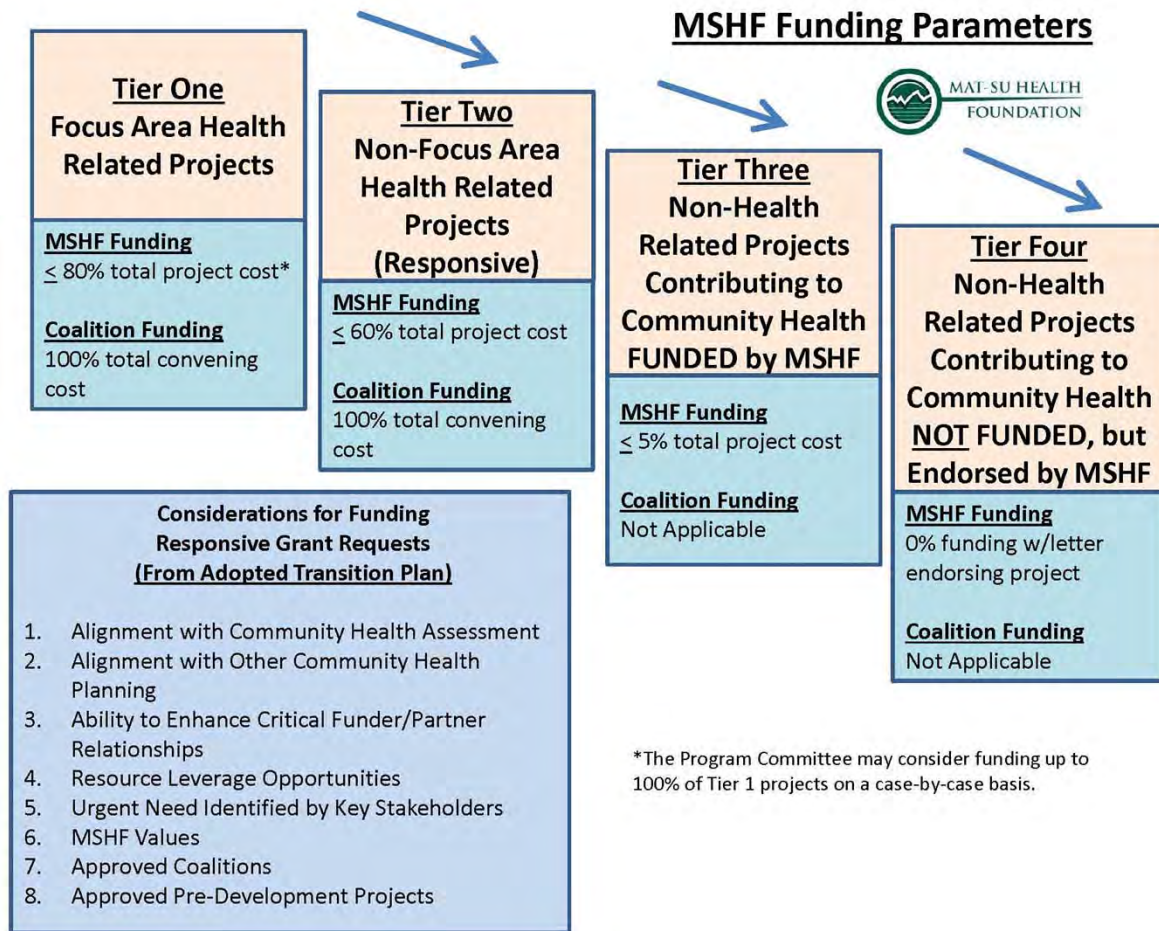 MSHF Funding Parameters
MAT-SU HEALTH
FOUNDATION
Tier One
Focus Area Health
Related Projects
MSHF Funding
≤ 80% total project cost*
Coalition Funding
100% total convening
cost
Tier Two
Non-Focus Area
Health Related
Projects
(Responsive)
MSHF Funding
≤ 60% total project cost
Coalition Funding
100% total convening
cost
Tier Three
Non-Health
Related Projects
Contributing to
Community Health
FUNDED by MSHF
MSHF Funding
≤ 5% total project cost
Coalition Funding
Not Applicable
Tier Four
Non-Health
Related Projects
Contributing to
Community Health
NOT FUNDED, but
Endorsed by MSHF
MSHF Funding
0% funding w/letter
endorsing project
Coalition Funding
Not Applicable
Considerations for Funding
Responsive Grant Requests
(From Adopted Transition Plan)
1. Alignment with Community Health Assessment
2. Alignment with Other Community Health
Planning
3. Ability to Enhance Critical Funder/Partner
Relationships
4. Resource Leverage Opportunities
5. Urgent Need Identified by Key Stakeholders
6. MSHF Values
7. Approved Coalitions
8. Approved Pre-Development Projects
*The Program Committee may consider funding up to
100% of Tier 1 projects on a case-by-case basis.